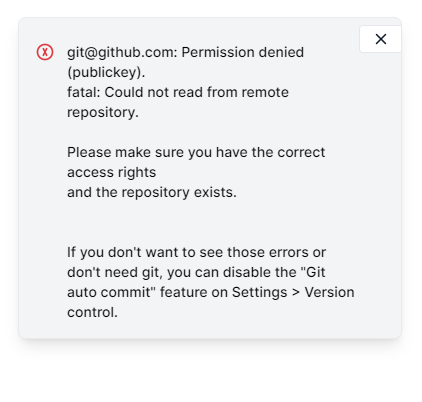 git@github.com: Permission denied
(publickey).
fatal: Could not read from remote
repository.
Please make sure you have the correct
access rights
and the repository exists.
If you don't want to see those errors or
don't need git, you can disable the "Git
auto commit" feature on Settings > Version
control.